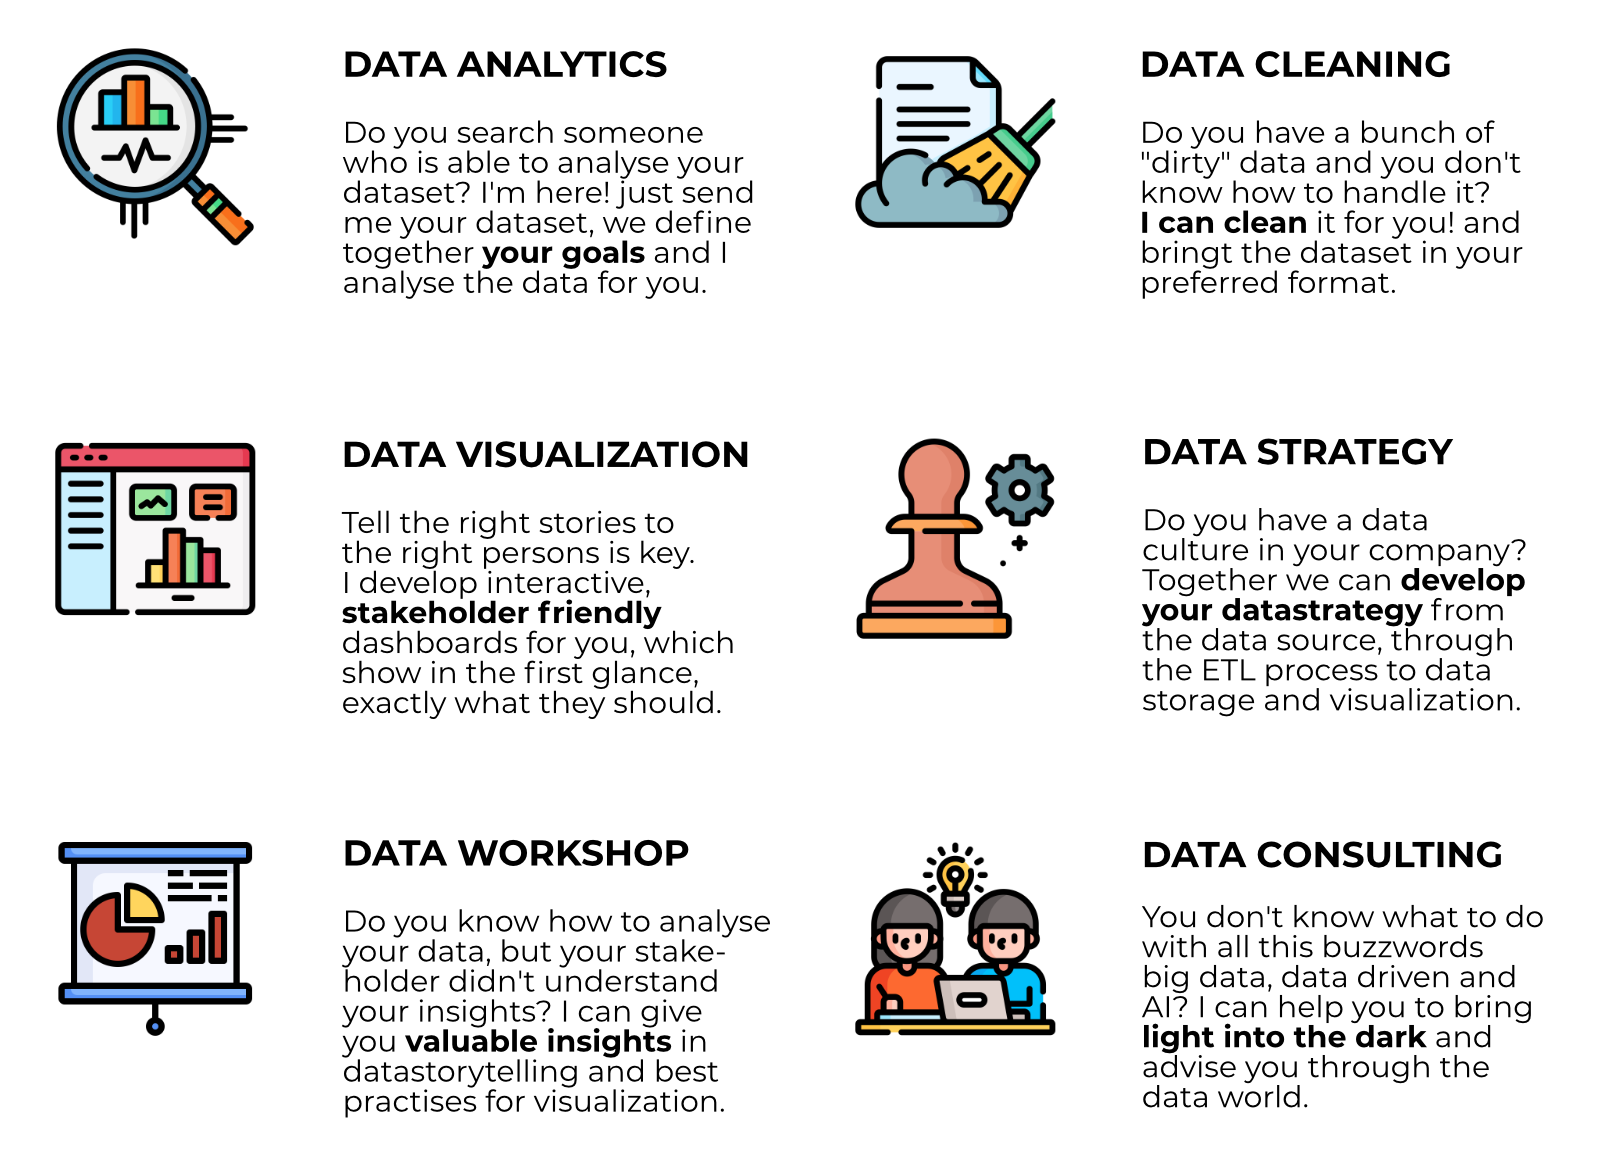 DATA ANALYTICS
Do you search someone
who is able to analyse your
dataset? I'm here! just send
me your dataset, we define
together your goals and I
analyse the data for you.
DATA CLEANING
Do you have a bunch of
"dirty" data and you don't
know how to handle it?
I can clean it for you! and
bringt the dataset in your
preferred format.
DATA VISUALIZATION
Tell the right stories to
the right persons is key.
I develop interactive,
stakeholder friendly
dashboards for you, which
show in the first glance,
exactly what they should.
DATA STRATEGY
Do you have a data
culture in your company?
Together we can develop
your datastrategy from
the data source, through
the ETL process to data
storage and visualization.
DATA WORKSHOP
Do you know how to analyse
your data, but your stake-
holder didn't understand
your insights? I can give
you valuable insights in
datastorytelling and best
practises for visualization.
DATA CONSULTING
You don't know what to do
with all this buzzwords
big data, data driven and
AI? I can help you to bring
light into the dark and
advise you through the
data world.